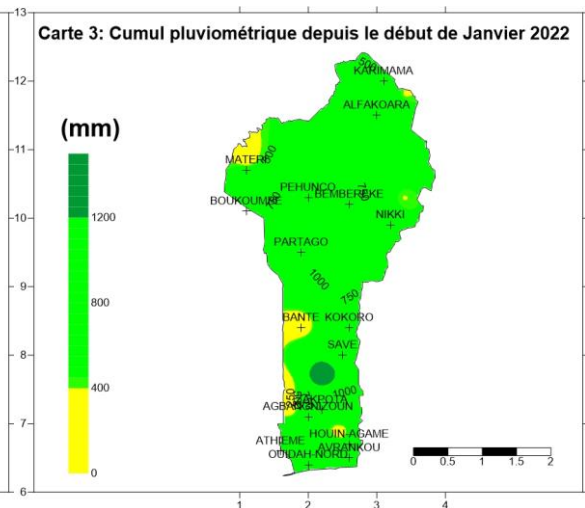 Carte 3: Cumul pluviométrique depuis le début de Janvier 2022
(mm)
1200
800
400
0
13
12
11
10
9
8
7
6
1 2 3 4
500
KARIMAMA
ALFAKOARA
MATERI
PEHUNCO
BEMBEREKE
BOUKOUMBE
NIKKI
PARTAGO
1000
750
BANTE KOKORO
SAVE
1000
HOUIN-AGAME
ATHIEME
AVRANKOU
OUIDAH-NORD
0 0.5 1 1.5 2